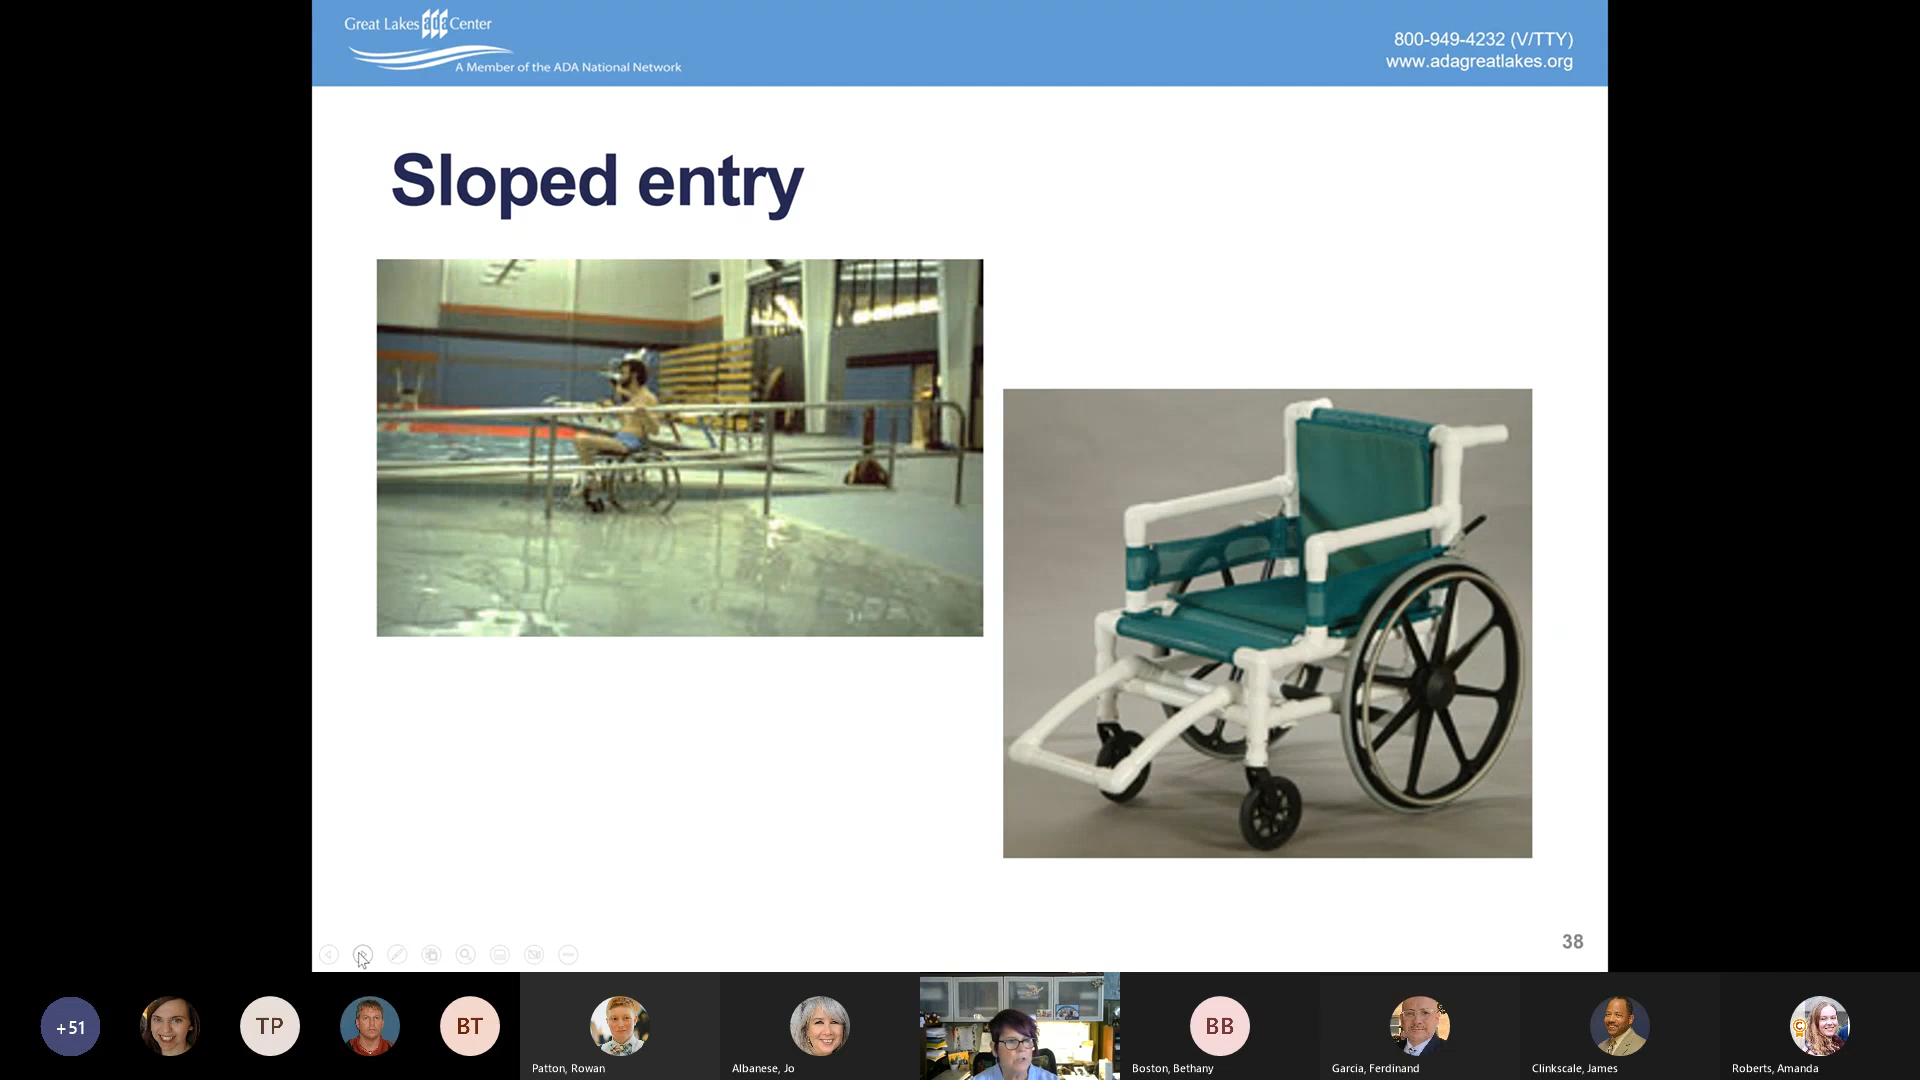 Great Lakes ada Center
A Member of the ADA National Network
800-949-4232 (V/TTY)
www.adagreatlakes.org
Sloped entry
38
+51
TP
BT
Patton, Rowan
Albanese, Jo
BB
Boston, Bethany
Garcia, Ferdinand
Clinkscale, James
Roberts, Amanda